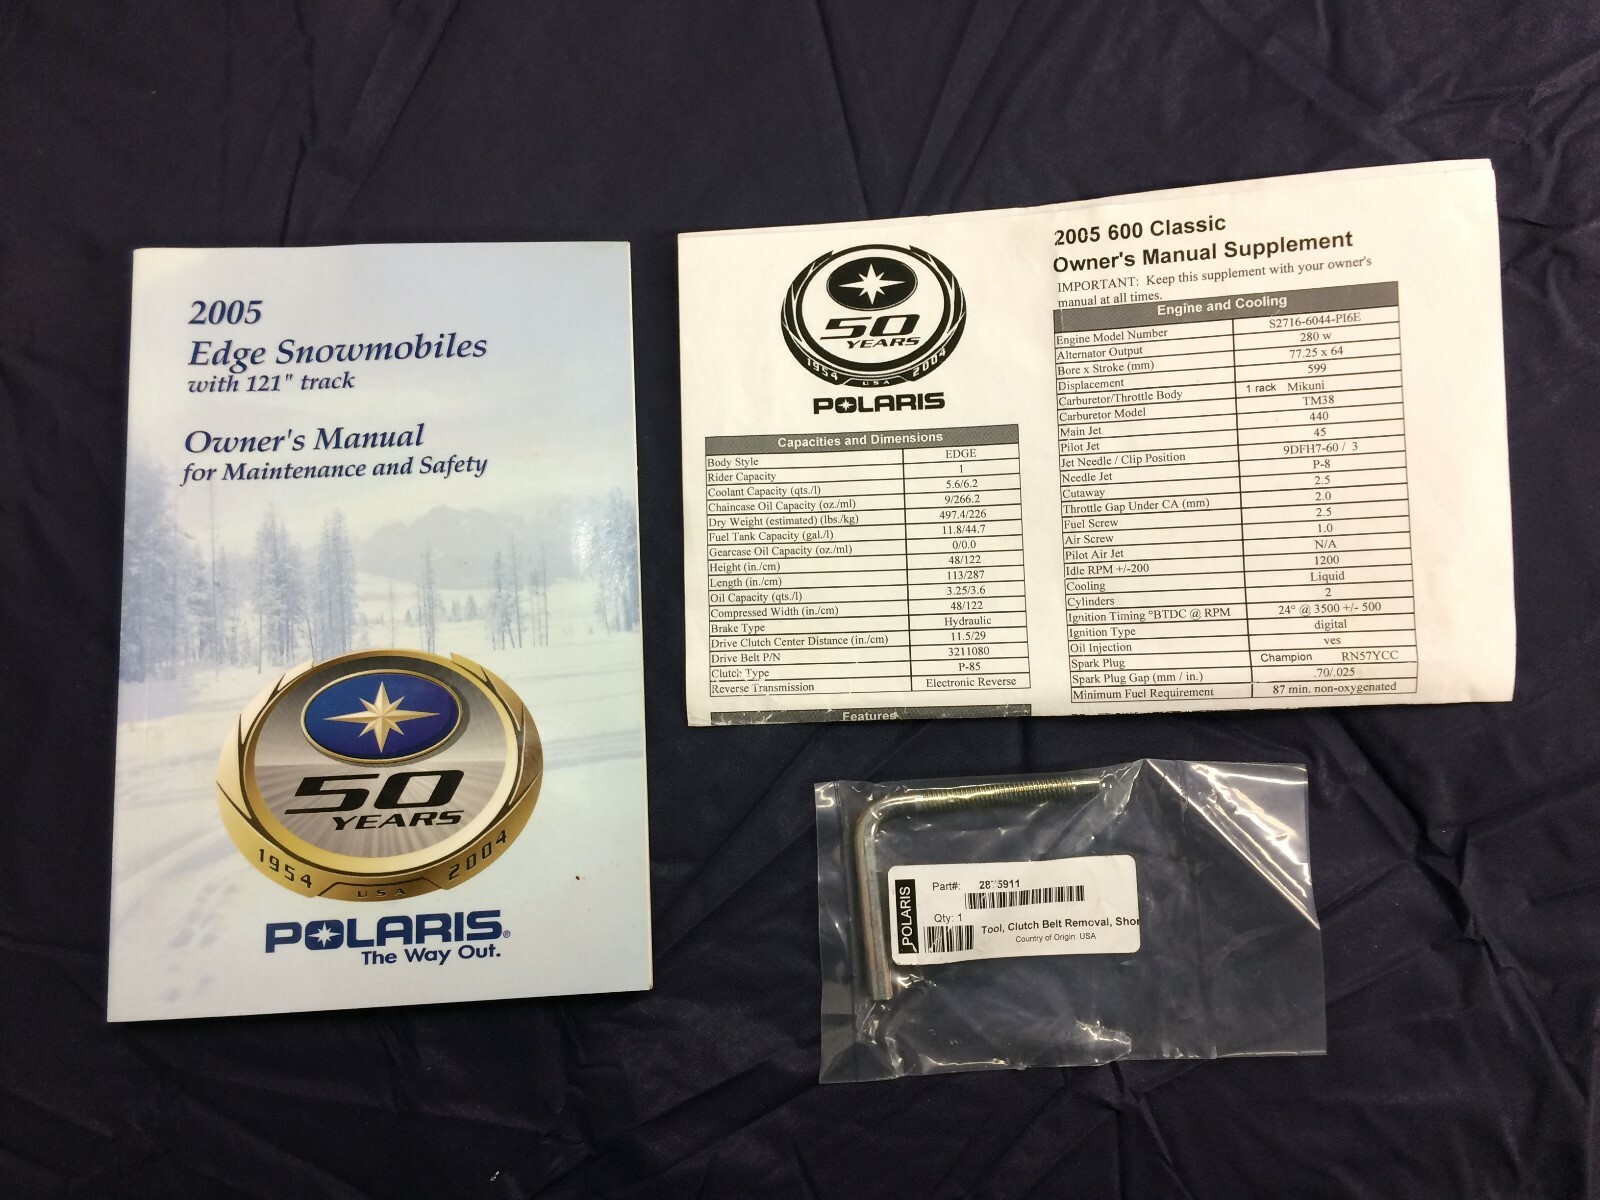 2005
Edge Snowmobiles
with 121" track
Owner's Manual
for Maintenance and Safety
50
YEARS
1954 USA 2004
POLARIS®
The Way Out.
50
YEARS
1954 USA 2004
POLARIS
Capacities and Dimensions
Body Style EDGE
Rider Capacity 1
Coolant Capacity (qts./l) 5.6/6.2
Chaincase Oil Capacity (oz./ml) 9/266.2
Dry Weight (estimated) (lbs./kg) 497.4/226
Fuel Tank Capacity (gal./l) 11.8/44.7
Gearcase Oil Capacity (oz./ml) 0/0.0
Height (in./cm) 48/122
Length (in./cm) 113/287
Oil Capacity (qts./l) 3.25/3.6
Compressed Width (in./cm) 48/122
Brake Type Hydraulic
Drive Clutch Center Distance (in./cm) 11.5/29
Drive Belt P/N 3211080
Clutch Type P-85
Reverse Transmission Electronic Reverse
Features
2005 600 Classic
Owner's Manual Supplement
IMPORTANT: Keep this supplement with your owner's
manual at all times.
Engine and Cooling
Engine Model Number S2716-6044-PI6E
Alternator Output 280 w
Bore x Stroke (mm) 77.25 x 64
Displacement 599
Carburetor/Throttle Body 1 rack Mikuni
Carburetor Model TM38
Main Jet 440
Pilot Jet 45
Jet Needle / Clip Position 9DFH7-60 / 3
Needle Jet P-8
Cutaway 2.5
Throttle Gap Under CA (mm) 2.0
Fuel Screw 2.5
Air Screw 1.0
Pilot Air Jet N/A
Idle RPM +/-200 1200
Cooling Liquid
Cylinders 2
Ignition Timing °BTDC @ RPM 24° @ 3500 +/- 500
Ignition Type digital
Oil Injection yes
Spark Plug Champion RN57YCC
Spark Plug Gap (mm / in.) .70/.025
Minimum Fuel Requirement 87 min. non-oxygenated
POLARIS
Part#:
Qty: 1
Tool, Clutch Belt Removal, Shor
Country of Origin: USA